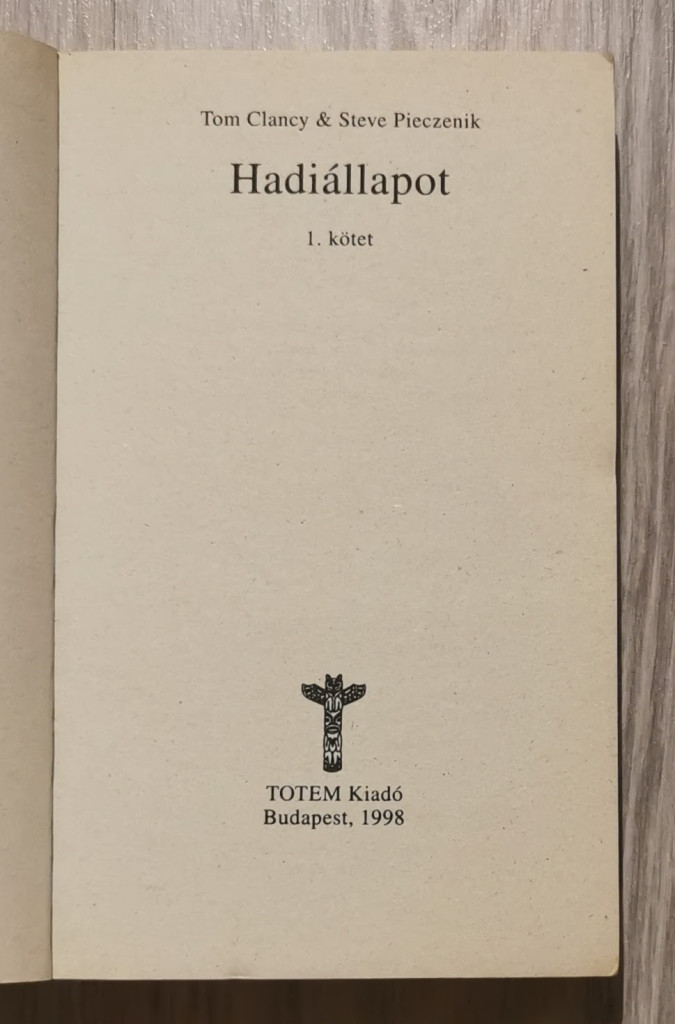 Tom Clancy & Steve Pieczenik
Hadiállapot
1. kötet
TOTEM Kiadó
Budapest, 1998